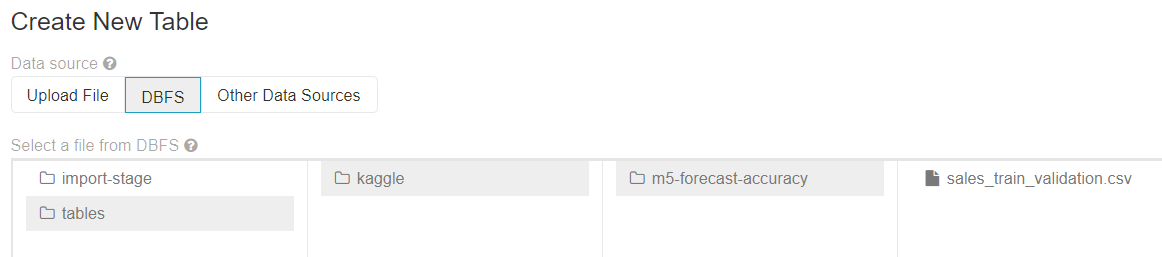 Create New Table
Data source
Upload File DBFS Other Data Sources
Select a file from DBFS
import-stage kaggle m5-forecast-accuracy sales_train_validation.csv
tables